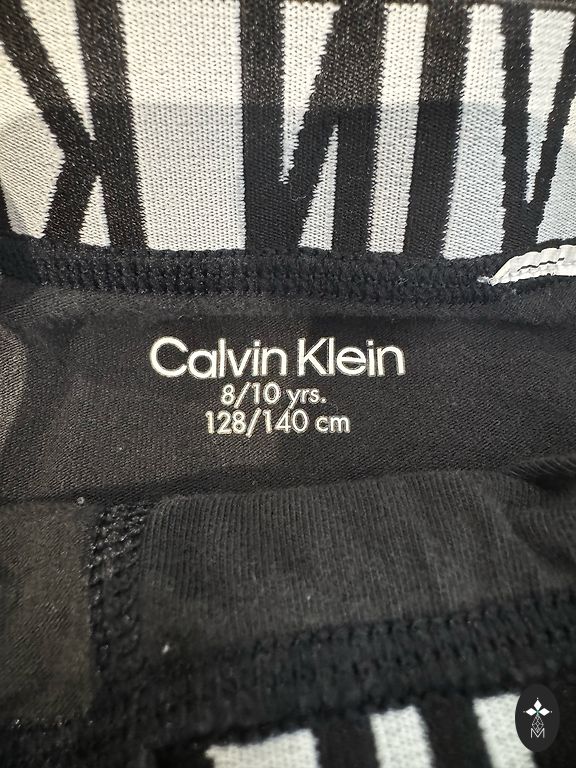 Calvin Klein
8/10 yrs.
128/140 cm